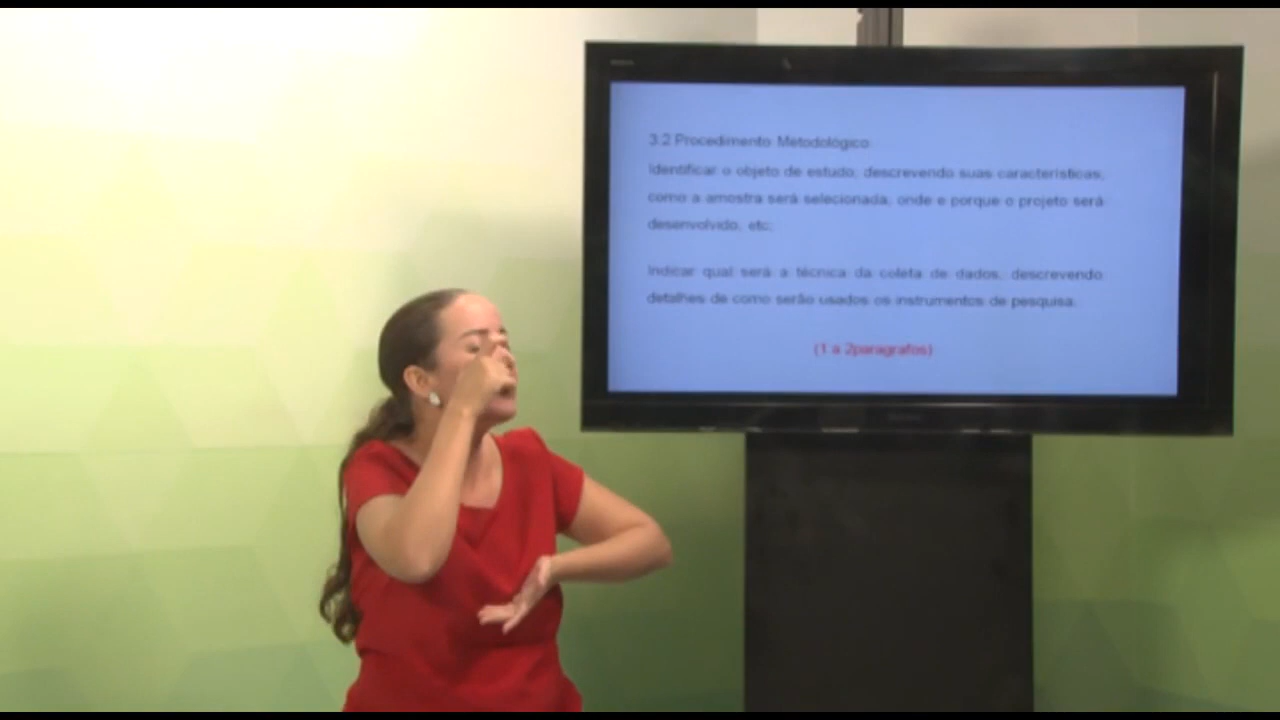 3.2 Procedimento Metodológico
Identificar o objeto de estudo, descrevendo suas características,
como a amostra será selecionada, onde e porque o projeto será
desenvolvido, etc;
Indicar qual será a técnica da coleta de dados, descrevendo
detalhes de como serão usados os instrumentos de pesquisa.
(1 a 2paragrafos)